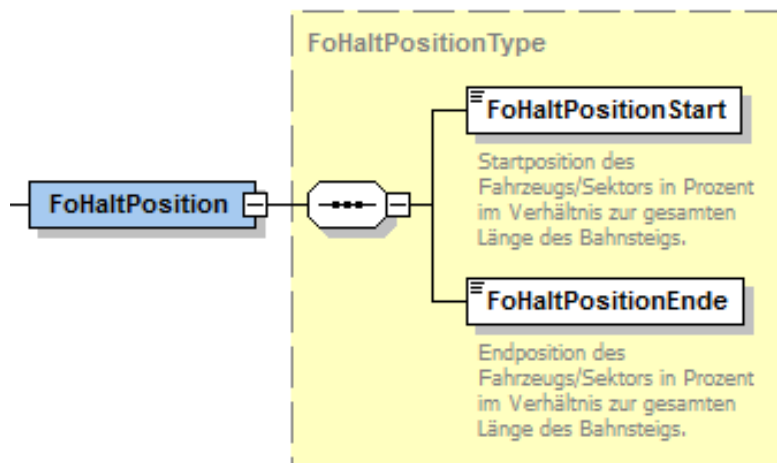 FoHaltPositionType
FoHaltPositionStart
Startposition des
Fahrzeugs/Sektors in Prozent
im Verhältnis zur gesamten
Länge des Bahnsteigs.
FoHaltPosition
FoHaltPositionEnde
Endposition des
Fahrzeugs/Sektors in Prozent
im Verhältnis zur gesamten
Länge des Bahnsteigs.